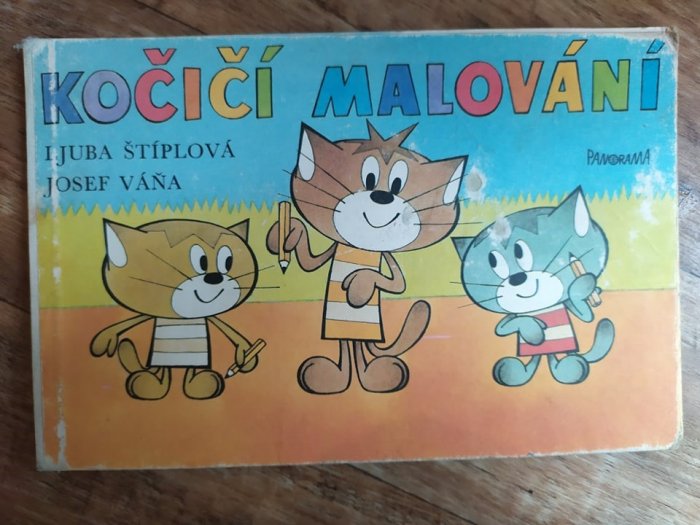 KOČIČÍ MALOVÁNÍ
LJUBA ŠTÍPLOVÁ
JOSEF VÁŇA
PANORAMA